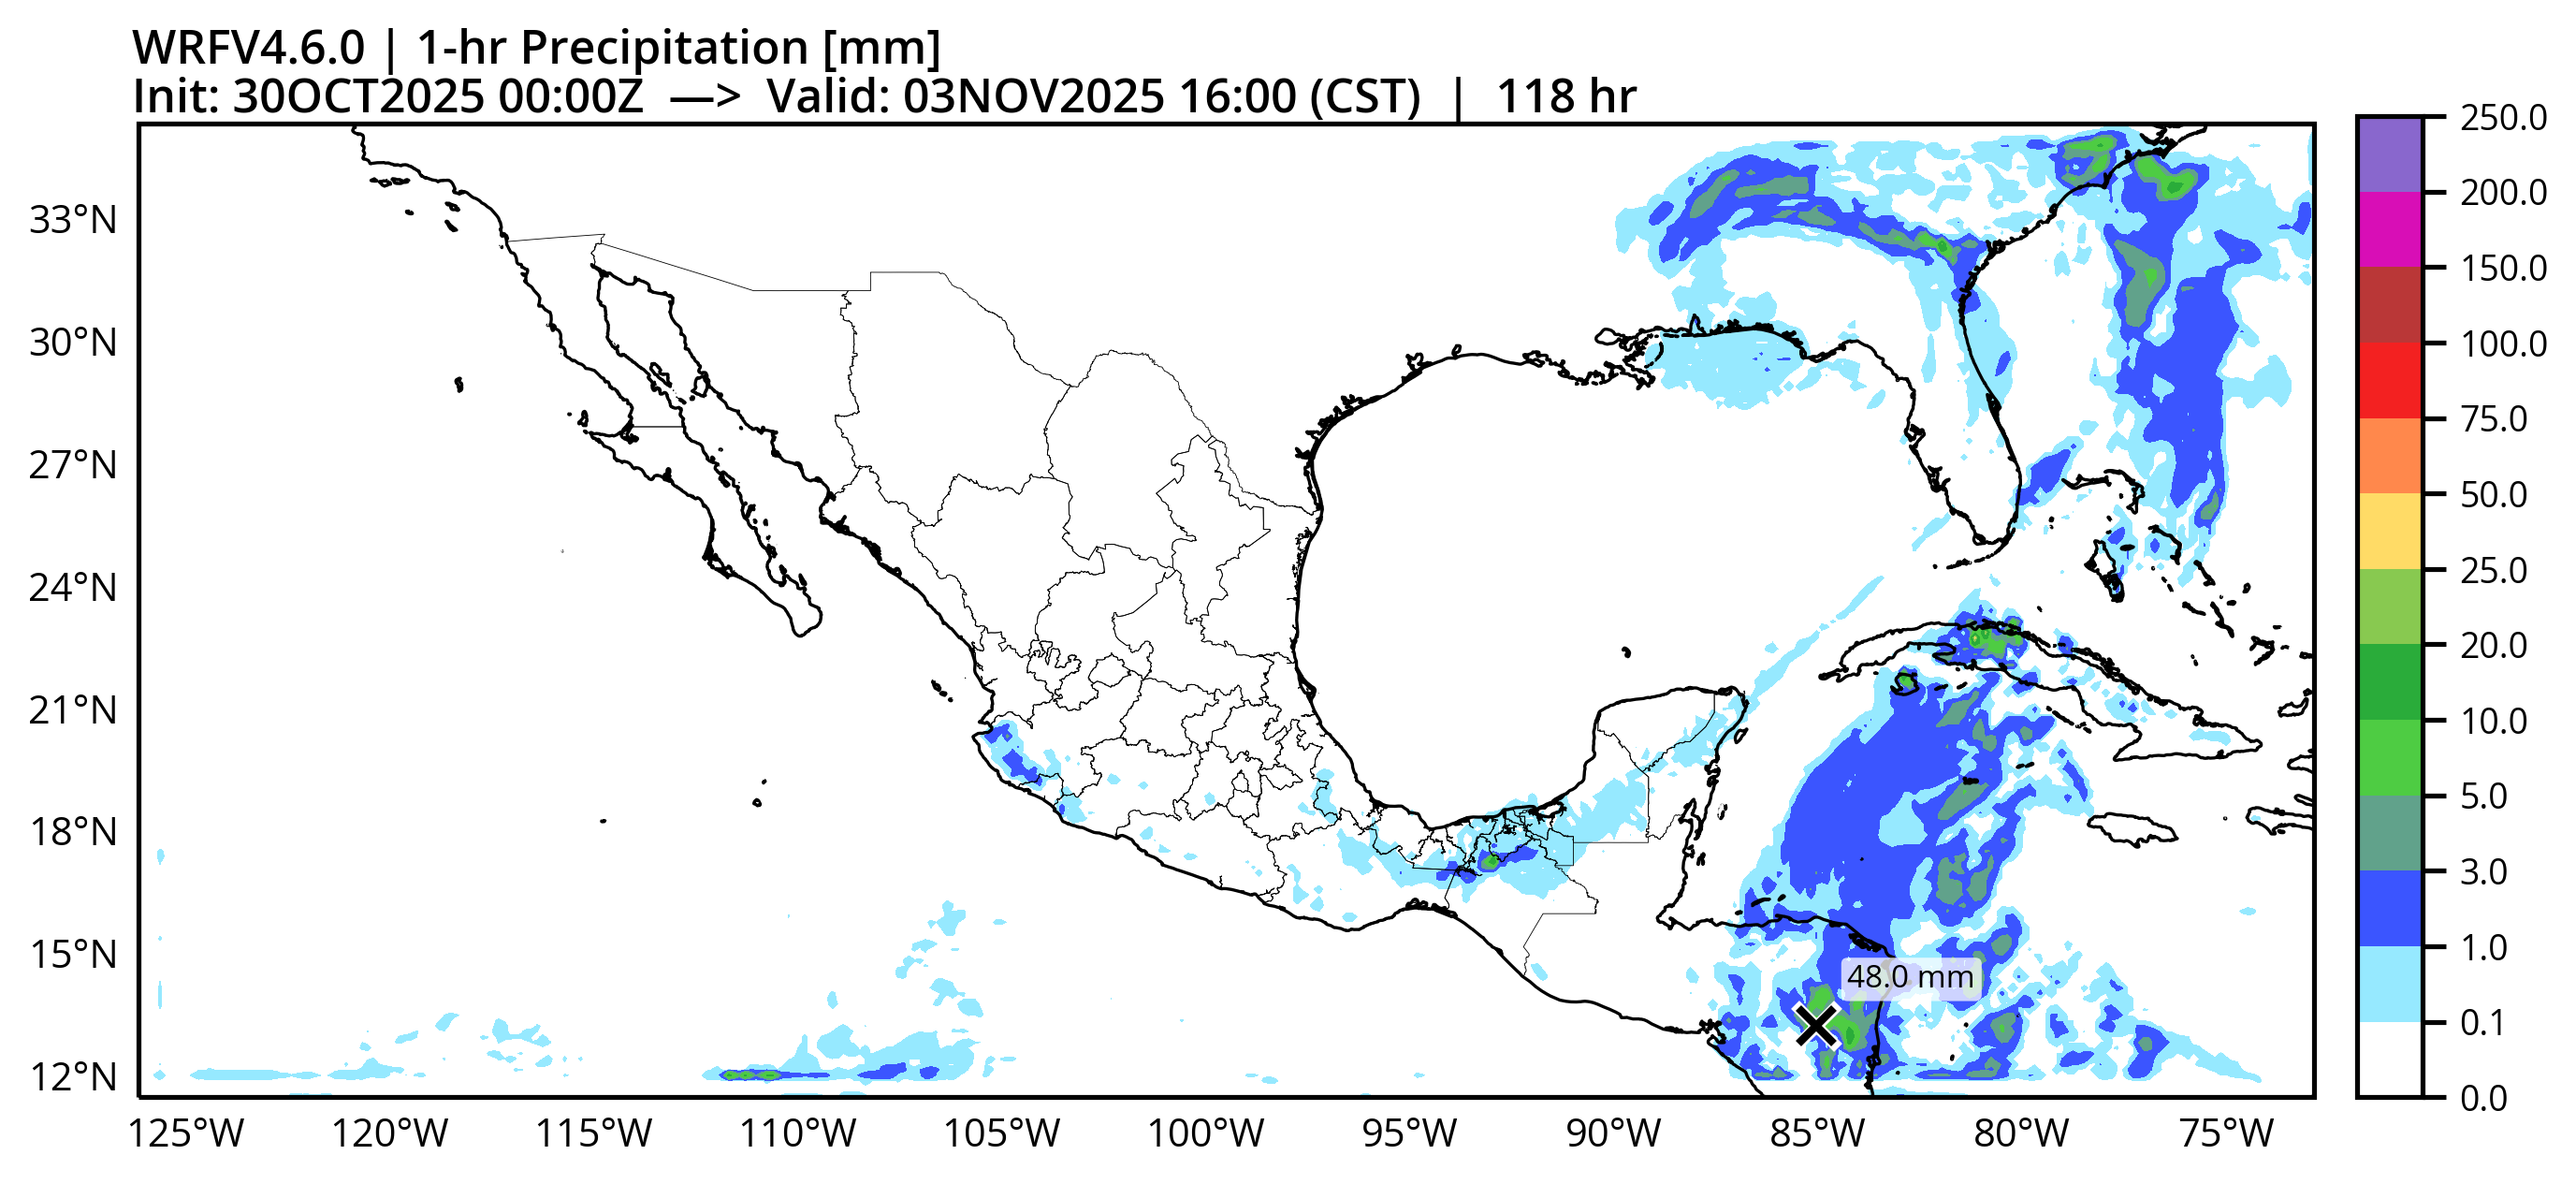 WRFV4.6.0 | 1-hr Precipitation [mm]
Init: 30OCT2025 00:00Z —> Valid: 03NOV2025 16:00 (CST) | 118 hr
33°N
30°N
27°N
24°N
21°N
18°N
15°N
12°N
125°W
120°W
115°W
110°W
105°W
100°W
95°W
90°W
85°W
80°W
75°W
48.0 mm
250.0
200.0
150.0
100.0
75.0
50.0
25.0
20.0
10.0
5.0
3.0
1.0
0.1
0.0